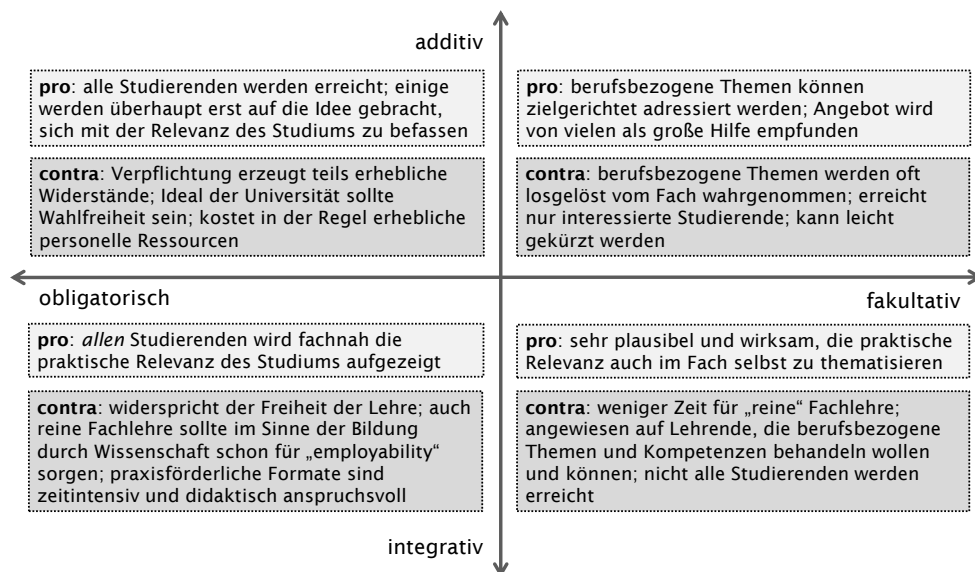 additiv
pro: alle Studierenden werden erreicht; einige
werden überhaupt erst auf die Idee gebracht,
sich mit der Relevanz des Studiums zu befassen
contra: Verpflichtung erzeugt teils erhebliche
Widerstände; Ideal der Universität sollte
Wahlfreiheit sein; kostet in der Regel erhebliche
personelle Ressourcen
pro: berufsbezogene Themen können
zielgerichtet adressiert werden; Angebot wird
von vielen als große Hilfe empfunden
contra: berufsbezogene Themen werden oft
losgelöst vom Fach wahrgenommen; erreicht
nur interessierte Studierende; kann leicht
gekürzt werden
obligatorisch
fakultativ
pro: allen Studierenden wird fachnah die
praktische Relevanz des Studiums aufgezeigt
contra: widerspricht der Freiheit der Lehre; auch
reine Fachlehre sollte im Sinne der Bildung
durch Wissenschaft schon für „employability“
sorgen; praxisförderliche Formate sind
zeitintensiv und didaktisch anspruchsvoll
pro: sehr plausibel und wirksam, die praktische
Relevanz auch im Fach selbst zu thematisieren
contra: weniger Zeit für „reine“ Fachlehre;
angewiesen auf Lehrende, die berufsbezogene
Themen und Kompetenzen behandeln wollen
und können; nicht alle Studierenden werden
erreicht
integrativ